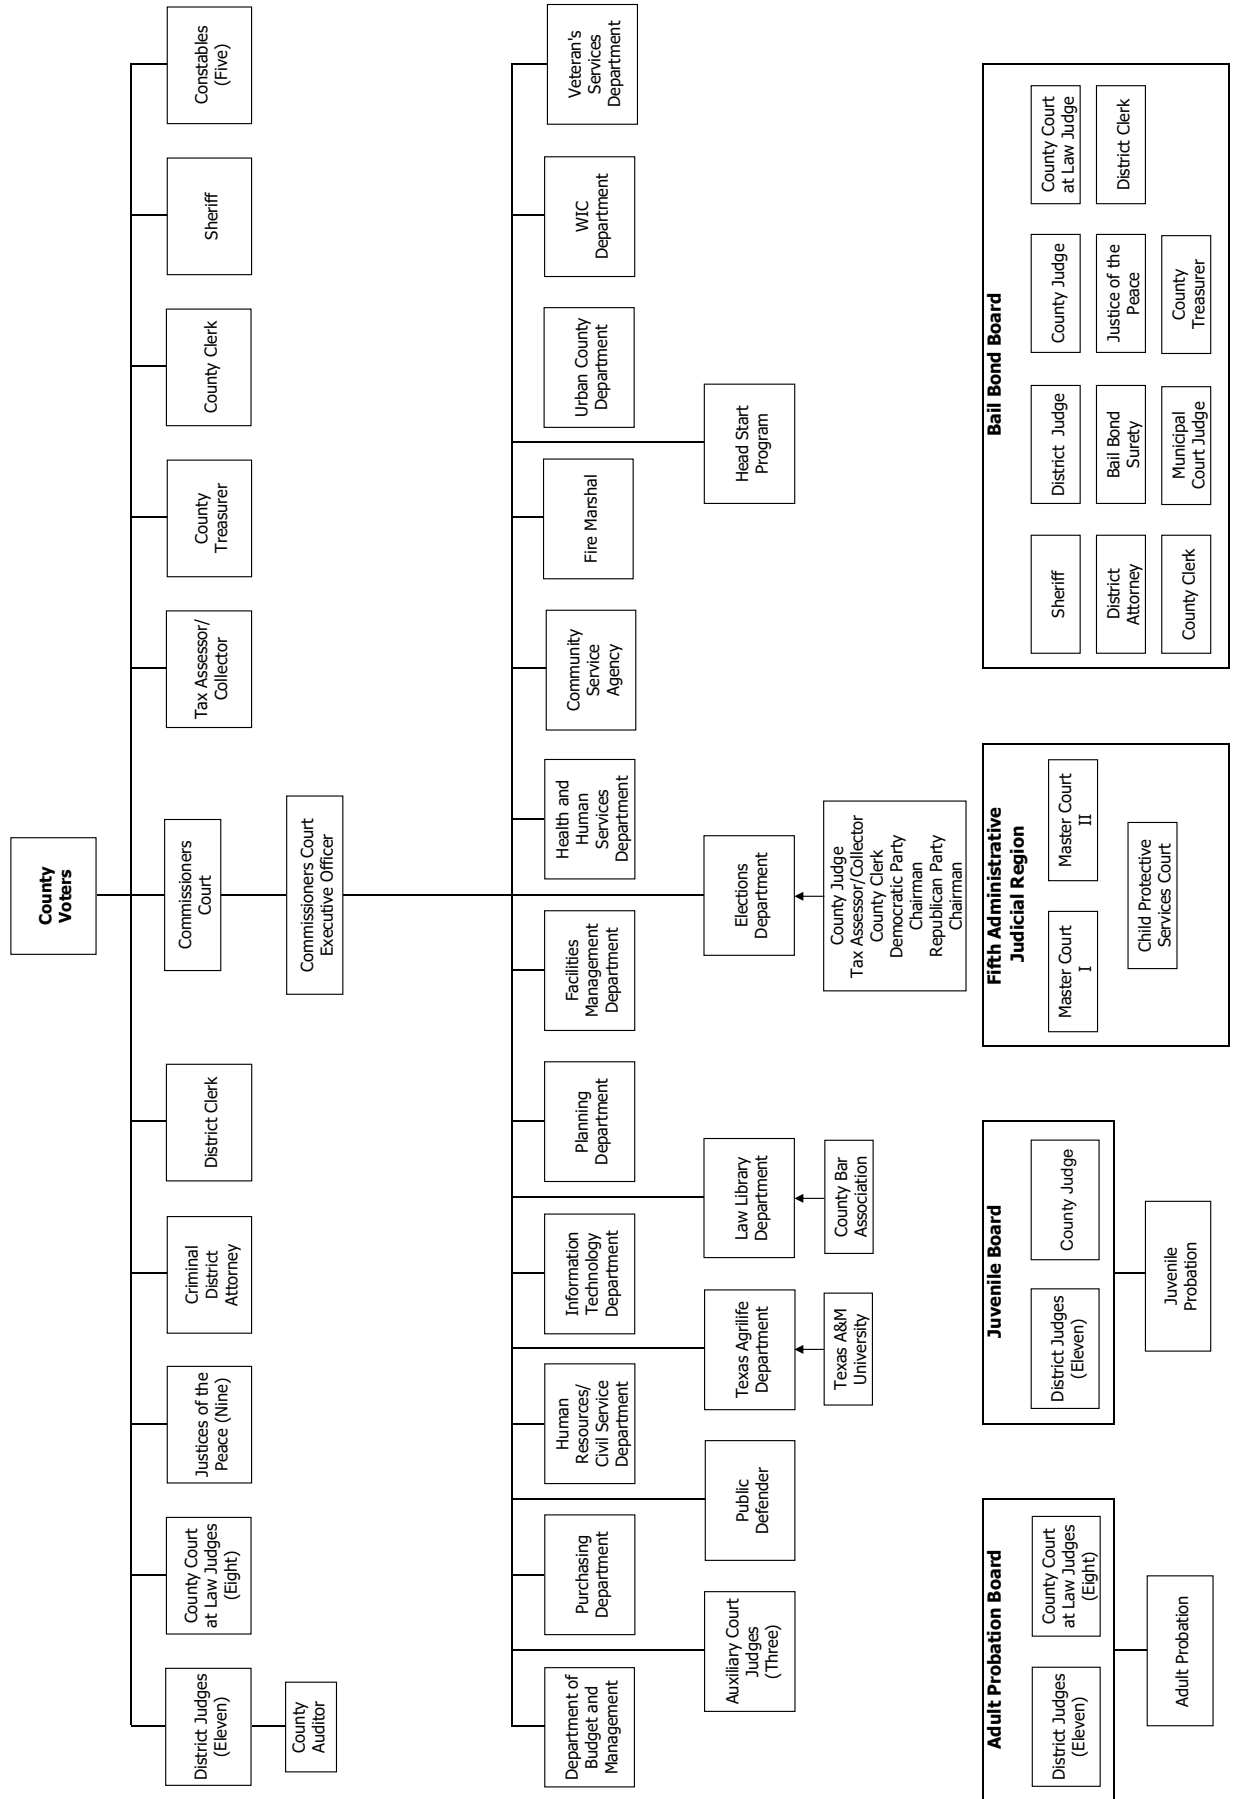 County
Voters
District Judges
(Eleven)
County Court
at Law Judges
(Eight)
Justices of the
Peace (Nine)
Criminal
District
Attorney
District Clerk
Commissioners
Court
Tax Assessor/
Collector
County
Treasurer
County Clerk
Sheriff
Constables
(Five)
County
Auditor
Commissioners Court
Executive Officer
Department of
Budget and
Management
Purchasing
Department
Human
Resources/
Civil Service
Department
Information
Technology
Department
Planning
Department
Facilities
Management
Department
Health and
Human
Services
Department
Community
Service
Agency
Fire Marshal
Urban County
Department
WIC
Department
Veteran's
Services
Department
Auxiliary Court
Judges
(Three)
Public
Defender
Texas Agrilife
Department
Law Library
Department
Elections
Department
Head Start
Program
Texas A&M
University
County Bar
Association
County Judge
Tax Assessor/Collector
County Clerk
Democratic Party
Chairman
Republican Party
Chairman
Adult Probation Board
District Judges
(Eleven)
County Court
at Law Judges
(Eight)
Adult Probation
Juvenile Board
District Judges
(Eleven)
County Judge
Juvenile
Probation
Fifth Administrative
Judicial Region
Master Court
I
Master Court
II
Child Protective
Services Court
Bail Bond Board
Sheriff
District Judge
County Judge
County Court
at Law Judge
District
Attorney
Bail Bond
Surety
Justice of the
Peace
District Clerk
County Clerk
Municipal
Court Judge
County
Treasurer